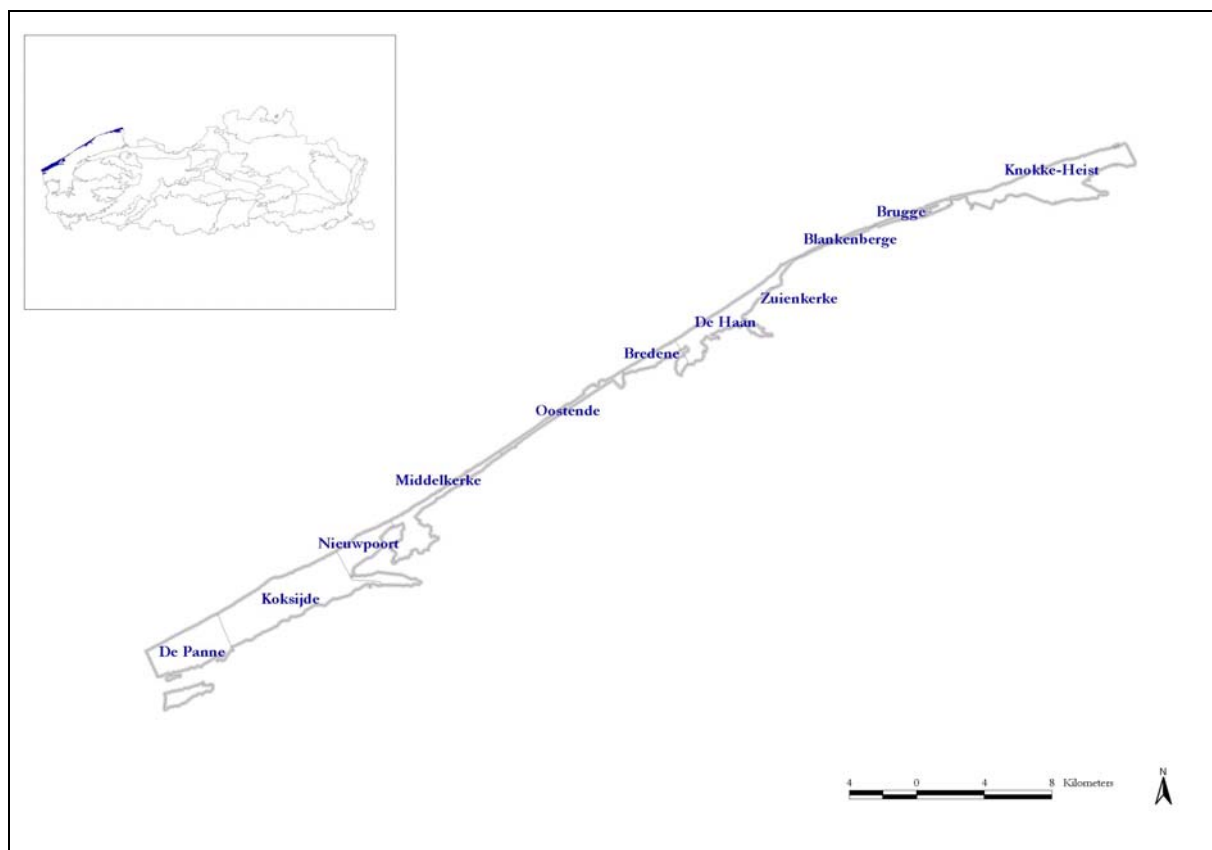 Knokke-Heist
Brugge
Blankenberge
Zuienkerke
De Haan
Bredene
Oostende
Middelkerke
Nieuwpoort
Koksijde
De Panne
4 0 4 8 Kilometers
N